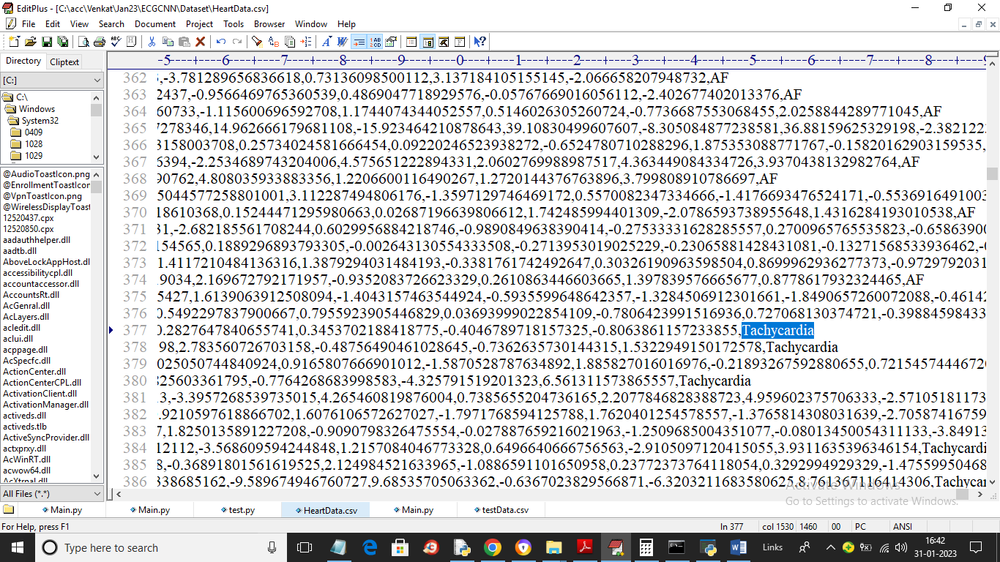 EditPlus - [C:\acc\Venkat\Jan23\ECGCNN\Dataset\HeartData.csv]
File Edit View Search Document Project Tools Browser Window Help
Directory Cliptext
[C:]
C:\
Windows
System32
0409
1028
1029
@AudioToastIcon.png
@EnrollmentToastIcor
@VpnToastIcon.png
@WirelessDisplayToast
12520437.cpx
12520850.cpx
aadauthhelper.dll
aadtb.dll
AboveLockAppHost.dl
accessibilitycpl.dll
accountaccessor.dll
AccountsRt.dll
AcGenral.dll
AcLayers.dll
acledit.dll
aclui.dll
acppage.dll
AcSpecfc.dll
ActionCenter.dll
ActionCenterCPL.dll
ActivationClient.dll
ActivationManager.dll
activeds.dll
activeds.tlb
ActiveSyncProvider.dll
actxprxy.dll
AcWinRT.dll
acwow64.dll
AcXtrnal.dll
All Files (*.*)
-5----+----6----+----7----+----8----+----9----+----0----+----1----+----2----+----3----+----4----+----5----+----6----+----7----+----8----+----9
362 ,-3.781289656836618,0.73136098500112,3.137184105155145,-2.066658207948732,AF
363 2437,-0.9566469765360539,0.4869047718929576,-0.05767669016056112,-2.402677402013376,AF
364 60733,-1.115600696592708,1.1744074344052557,0.5146026305260724,-0.7736687553068455,2.0258844289771045,AF
365 7278346,14.962666179681108,-15.923464210878643,39.10830499607607,-8.305084877238581,36.88159625329198,-2.382122
366 3158003708,0.25734024581666454,0.09220246523938272,-0.6524780710288296,1.875353088771767,-0.15820162903159535,
367 6394,-2.2534689743204006,4.575651222894331,2.0602769988987517,4.363449084334726,3.9370438132982764,AF
368 90762,4.808035933883356,1.2206600116490267,1.2720144376763896,3.799808910786697,AF
369 5044577258801001,3.112287494806176,-1.3597129746469172,0.5570082347334666,-1.4176693476524171,-0.5536916491003
370 18610368,0.15244471295980663,0.02687196639806612,1.742485994401309,-2.0786593738955648,1.4316284193010538,AF
371 31,-2.682185561708244,0.6029956884218746,-0.9890849638390414,-0.27533331628285557,0.2700965765535823,-0.6586390
372 154565,0.1889296893793305,-0.002643130554333508,-0.2713953019025229,-0.23065881428431081,-0.13271568533936462,-
373 1.4117210484136316,1.3879294031484193,-0.3381761742492647,0.30326190963598504,0.8699962936277373,-0.972979203
374 19034,2.169672792171957,-0.9352083726623329,0.2610863446603665,1.397839576665677,0.8778617932324465,AF
375 5427,1.6139063912508094,-1.4043157463544924,-0.5935599648642357,-1.3284506912301661,-1.8490657260072088,-0.4614
376 0.5492297837900667,0.7955923905446829,0.03693999022854109,-0.7806423991516936,0.727068130374721,-0.39884598433
377 0.2827647840655741,0.3453702188418775,-0.4046789718157325,-0.8063861157233855,Tachycardia
378 98,2.783560726703158,-0.48756490461028645,-0.7362635730144315,1.5322949150172578,Tachycardia
379 0025050744840924,0.9165807666901012,-1.5870528787634892,1.885827016016976,-0.21893267592880655,0.721545744467
380 325603361795,-0.7764268683998583,-4.325791519201323,6.561311573865557,Tachycardia
381 3,-3.3957268539735015,4.265460819876004,0.7385655204736165,2.2077846828388723,4.959602375706333,-2.57105181173
382 .9210597618866702,1.6076106572627027,-1.7971768594125788,1.7620401254578557,-1.3765814308031639,-2.70587416759
383 7,1.8250135891227208,-0.9090798326475554,-0.027887659216021963,-1.2509685004351077,-0.08013450054311133,-3.84913
384 12112,-3.568609594244848,1.2157084046773328,0.6496640666756563,-2.9105097120415055,3.9311635396346154,Tachycardi
385 8,-0.36891801561619525,2.124984521633965,-1.0886591101650958,0.23772373764118054,0.3292994929329,-1.475599504​68
386 338685162,-9.589674946760727,9.68535705063362,-0.6367023829566871,-6.3203211683580625,8.761367116414306,Tachycar
Activate Windows
Go to Settings to activate Windows.
Main.py Main.py test.py HeartData.csv Main.py testData.csv
For Help, press F1 ln 377 col 1530 1460 00 PC ANSI
Type here to search Links 16:42
31-01-2023